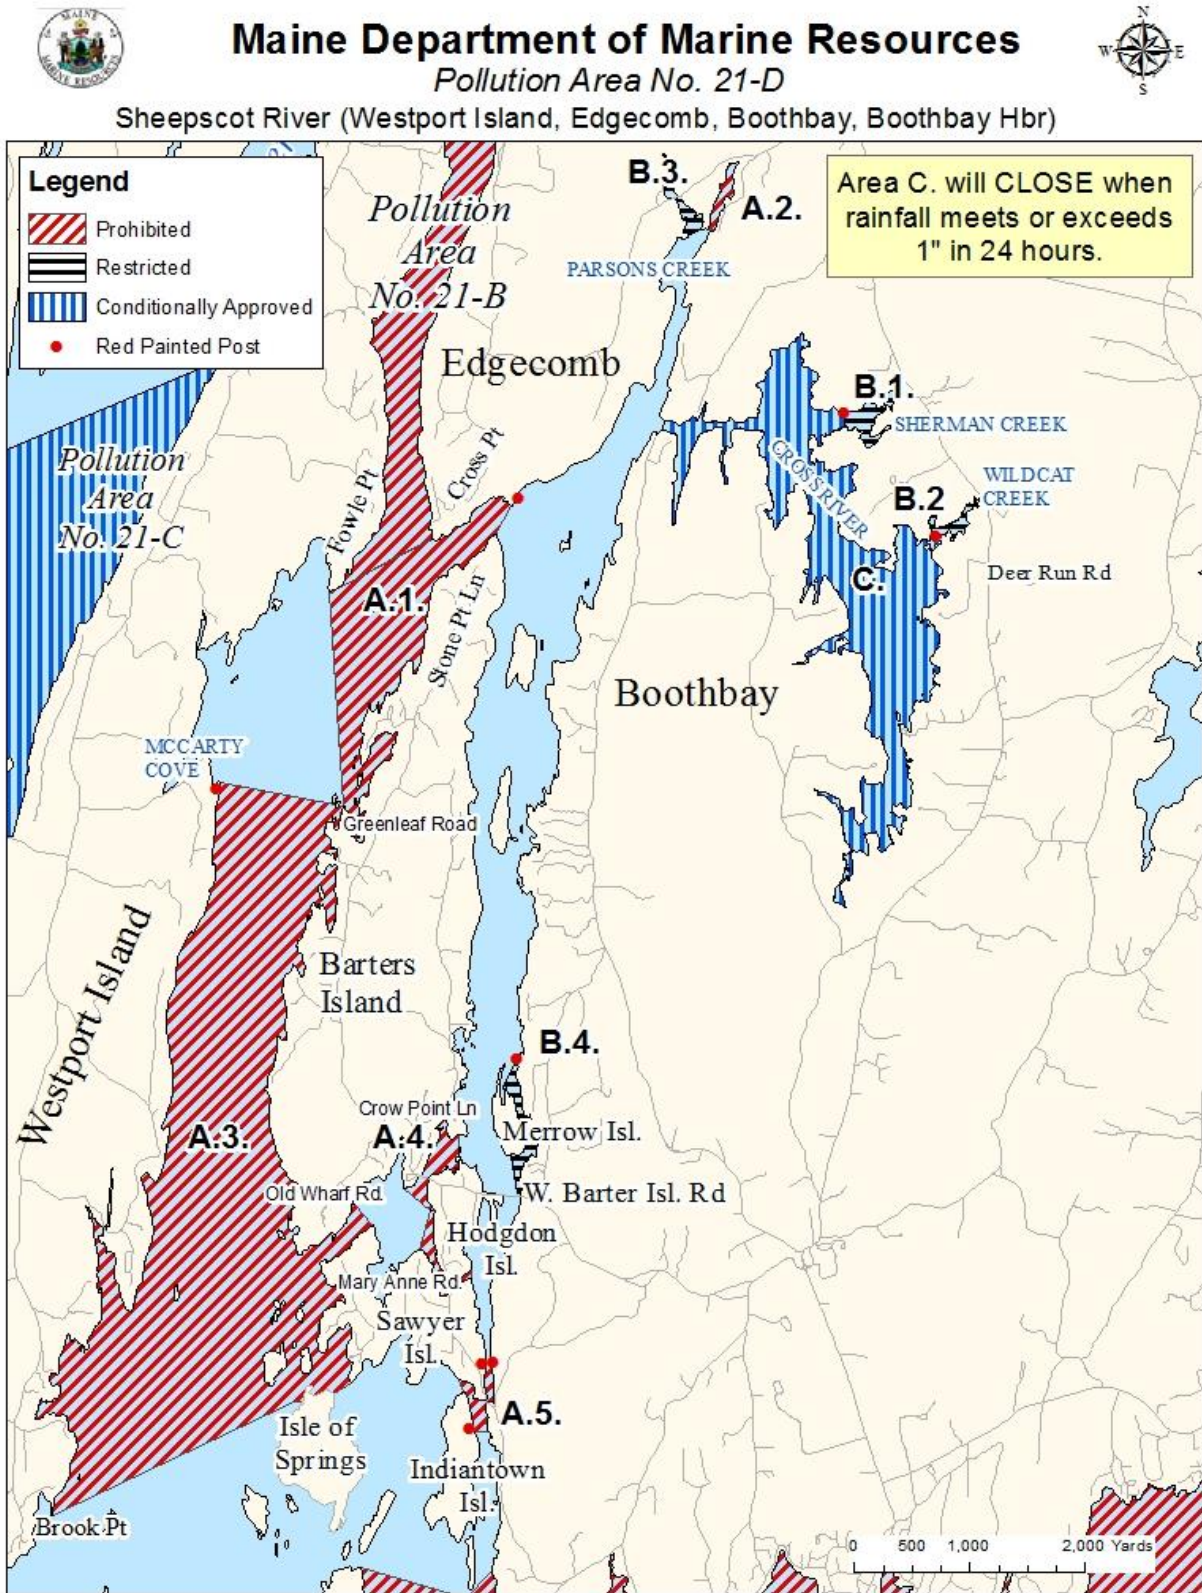 MAINE
MARINE RESOURCES
Maine Department of Marine Resources
Pollution Area No. 21-D
Sheepscot River (Westport Island, Edgecomb, Boothbay, Boothbay Hbr)
N
W
E
S
Legend
Prohibited
Restricted
Conditionally Approved
Red Painted Post
Area C. will CLOSE when
rainfall meets or exceeds
1" in 24 hours.
Pollution
Area
No. 21-B
B.3.
A.2.
PARSONS CREEK
Edgecomb
B.1.
SHERMAN CREEK
Pollution
Area
No. 21-C
Fowle Pt
Cross Pt
CROSS RIVER
B.2
WILDCAT
CREEK
Deer Run Rd
C.
A.1.
Stone Pt Ln
Boothbay
MCCARTY
COVE
Greenleaf Road
Westport Island
Barters
Island
B.4.
Crow Point Ln
A.4.
Merrow Isl.
A.3.
Old Wharf Rd.
W. Barter Isl. Rd
Hodgdon
Isl.
Mary Anne Rd.
Sawyer
Isl.
A.5.
Isle of
Springs
Indiantown
Isl.
Brook Pt
0 500 1,000 2,000 Yards